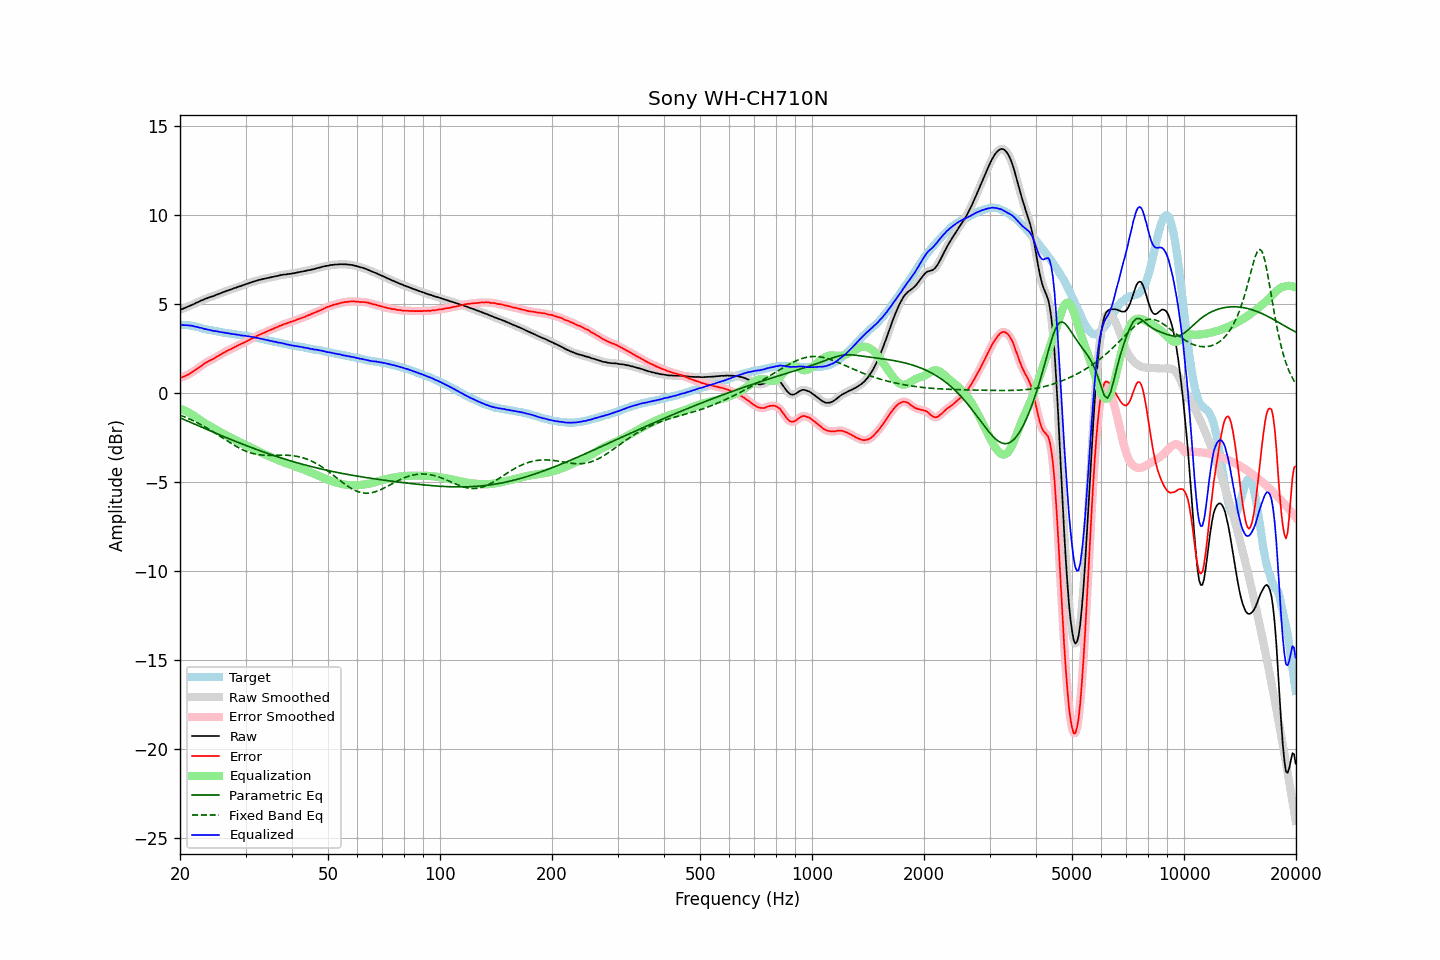 Sony WH-CH710N
Amplitude (dBr)
15
10
5
0
−5
−10
−15
−20
−25
Target
Raw Smoothed
Error Smoothed
Raw
Error
Equalization
Parametric Eq
Fixed Band Eq
Equalized
20 50 100 200 500 1000 2000 5000 10000 20000
Frequency (Hz)